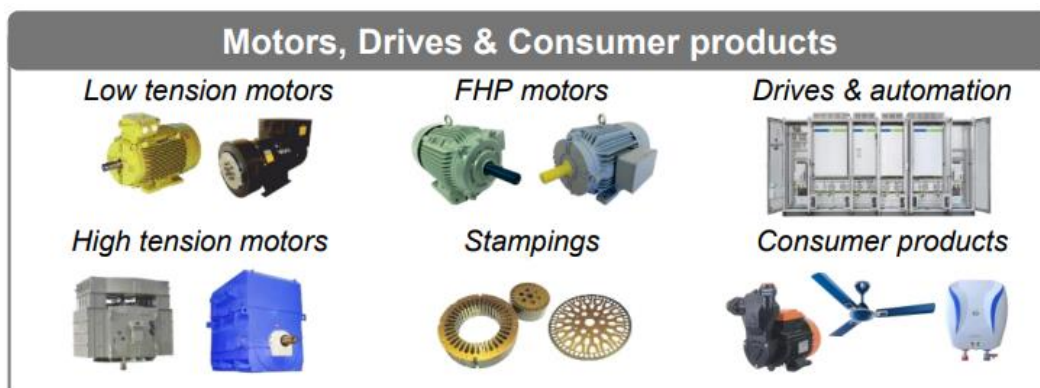 Motors, Drives & Consumer products
Low tension motors
FHP motors
Drives & automation
High tension motors
Stampings
Consumer products